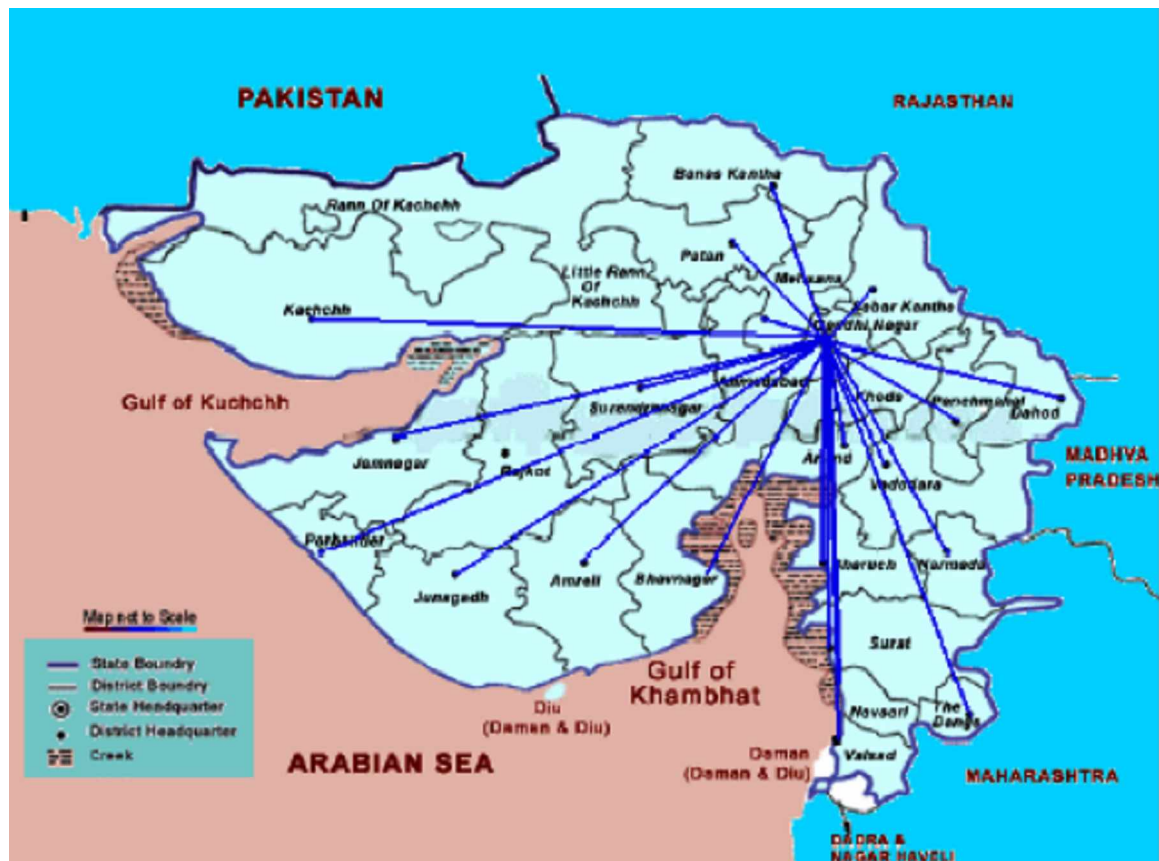 PAKISTAN
RAJASTHAN
Banas Kantha
Rann Of Kachchh
Patan
Mehsana
Little Rann
Of
Kachchh
Sabar Kantha
Kachchh
Gandhi Nagar
Ahmedabad
Kheda
Panchmahal
Dahod
Gulf of Kuchchh
Surendranagar
Jamnagar
Rajkot
Anand
Vadodara
MADHYA
PRADESH
Porbandar
Junagadh
Amreli
Bhavnagar
Bharuch
Narmada
Map not to Scale
State Boundry
District Boundry
State Headquarter
District Headquarter
Creek
Surat
Gulf of
Khambhat
Diu
(Daman & Diu)
Navsari
The
Dangs
Valsad
ARABIAN SEA
Daman
(Daman & Diu)
MAHARASHTRA
DADRA &
NAGAR HAVELI